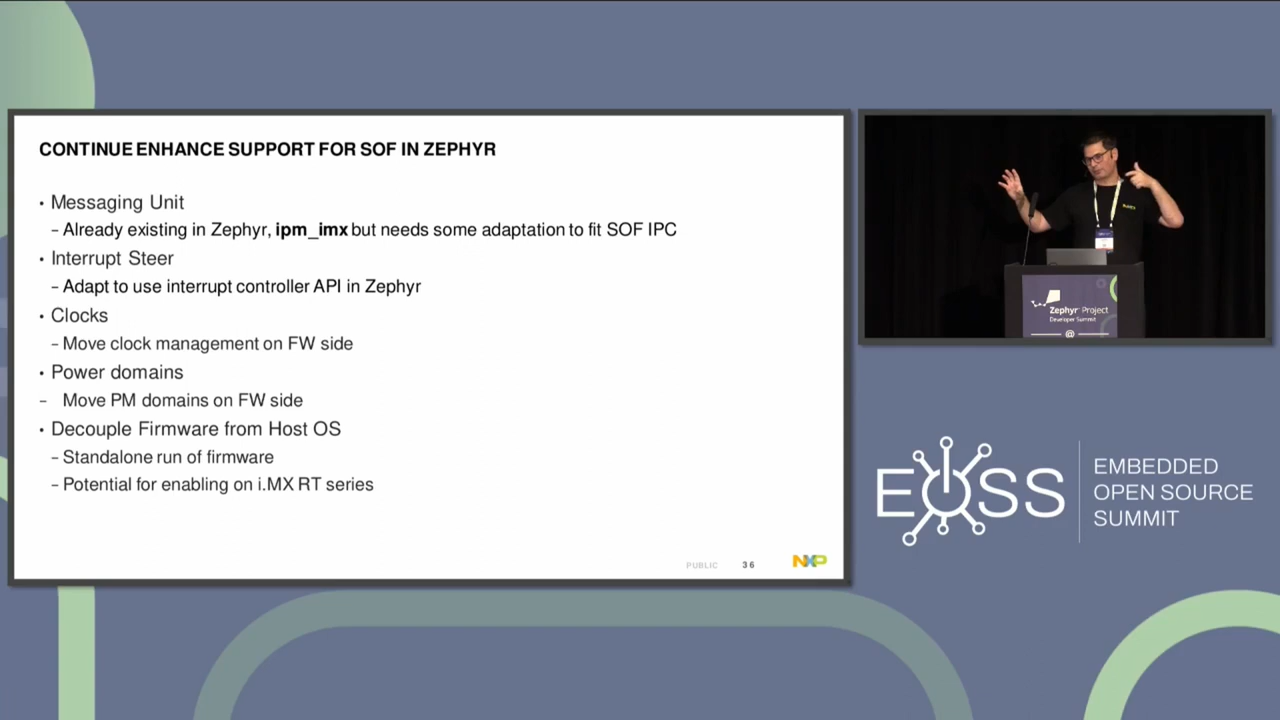 CONTINUE ENHANCE SUPPORT FOR SOF IN ZEPHYR
• Messaging Unit
– Already existing in Zephyr, ipm_imx but needs some adaptation to fit SOF IPC
• Interrupt Steer
– Adapt to use interrupt controller API in Zephyr
• Clocks
– Move clock management on FW side
• Power domains
– Move PM domains on FW side
• Decouple Firmware from Host OS
– Standalone run of firmware
– Potential for enabling on i.MX RT series
PUBLIC 36 NXP
Zephyr Project
Developer Summit
@
EOSS
EMBEDDED
OPEN SOURCE
SUMMIT